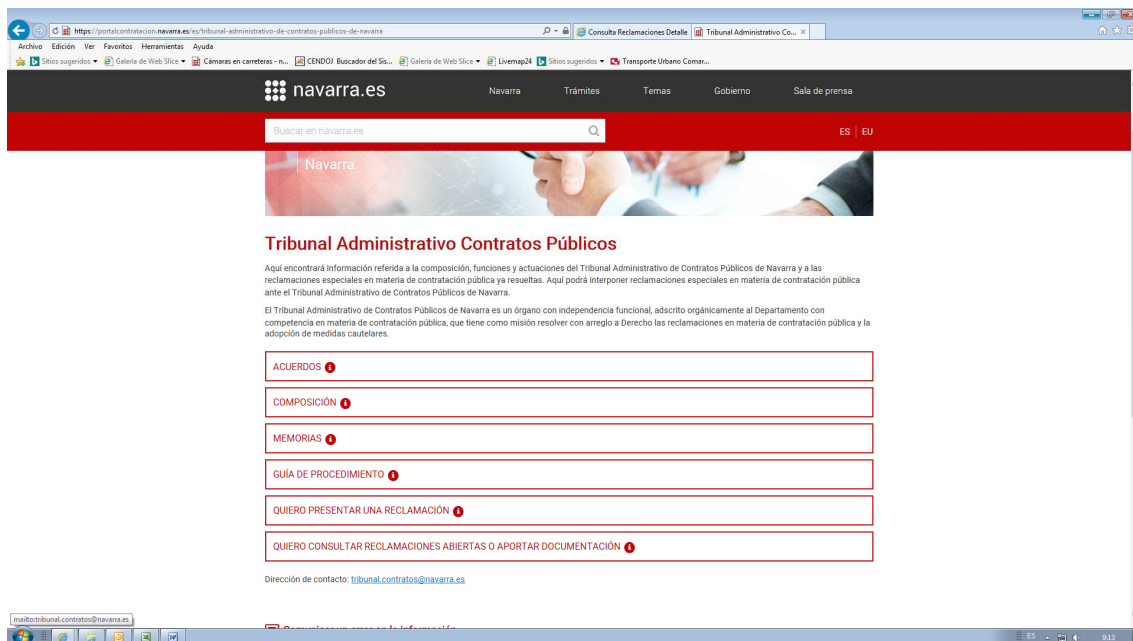 https://portalcontratacion.navarra.es/es/tribunal-administrativo-de-contratos-publicos-de-navarra
Consulta Reclamaciones Detalle
Tribunal Administrativo Co...
Archivo Edición Ver Favoritos Herramientas Ayuda
Sitios sugeridos Galería de Web Slice Cámaras en carreteras - n... CENDOJ Buscador del Sis... Galería de Web Slice Livemap24 Sitios sugeridos Transporte Urbano Comar...
navarra.es
Navarra Trámites Temas Gobierno Sala de prensa
Buscar en navarra.es
ES | EU
Navarra
Tribunal Administrativo Contratos Públicos
Aquí encontrará información referida a la composición, funciones y actuaciones del Tribunal Administrativo de Contratos Públicos de Navarra y a las
reclamaciones especiales en materia de contratación pública ya resueltas. Aquí podrá interponer reclamaciones especiales en materia de contratación pública
ante el Tribunal Administrativo de Contratos Públicos de Navarra.
El Tribunal Administrativo de Contratos Públicos de Navarra es un órgano con independencia funcional, adscrito orgánicamente al Departamento con
competencia en materia de contratación pública, que tiene como misión resolver con arreglo a Derecho las reclamaciones en materia de contratación pública y la
adopción de medidas cautelares.
ACUERDOS
COMPOSICIÓN
MEMORIAS
GUÍA DE PROCEDIMIENTO
QUIERO PRESENTAR UNA RECLAMACIÓN
QUIERO CONSULTAR RECLAMACIONES ABIERTAS O APORTAR DOCUMENTACIÓN
Dirección de contacto: tribunal.contratos@navarra.es
mailto:tribunal.contratos@navarra.es
Comunicar un error en la información
ES 9:13